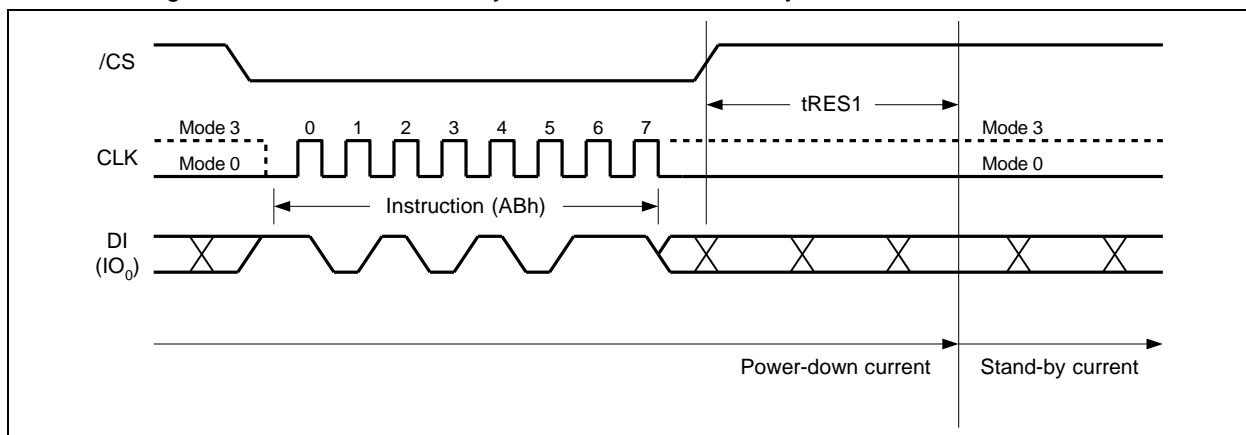 /CS
tRES1
Mode 3 0 1 2 3 4 5 6 7 Mode 3
CLK
Mode 0 Mode 0
Instruction (ABh)
DI
(IO0)
Power-down current Stand-by current